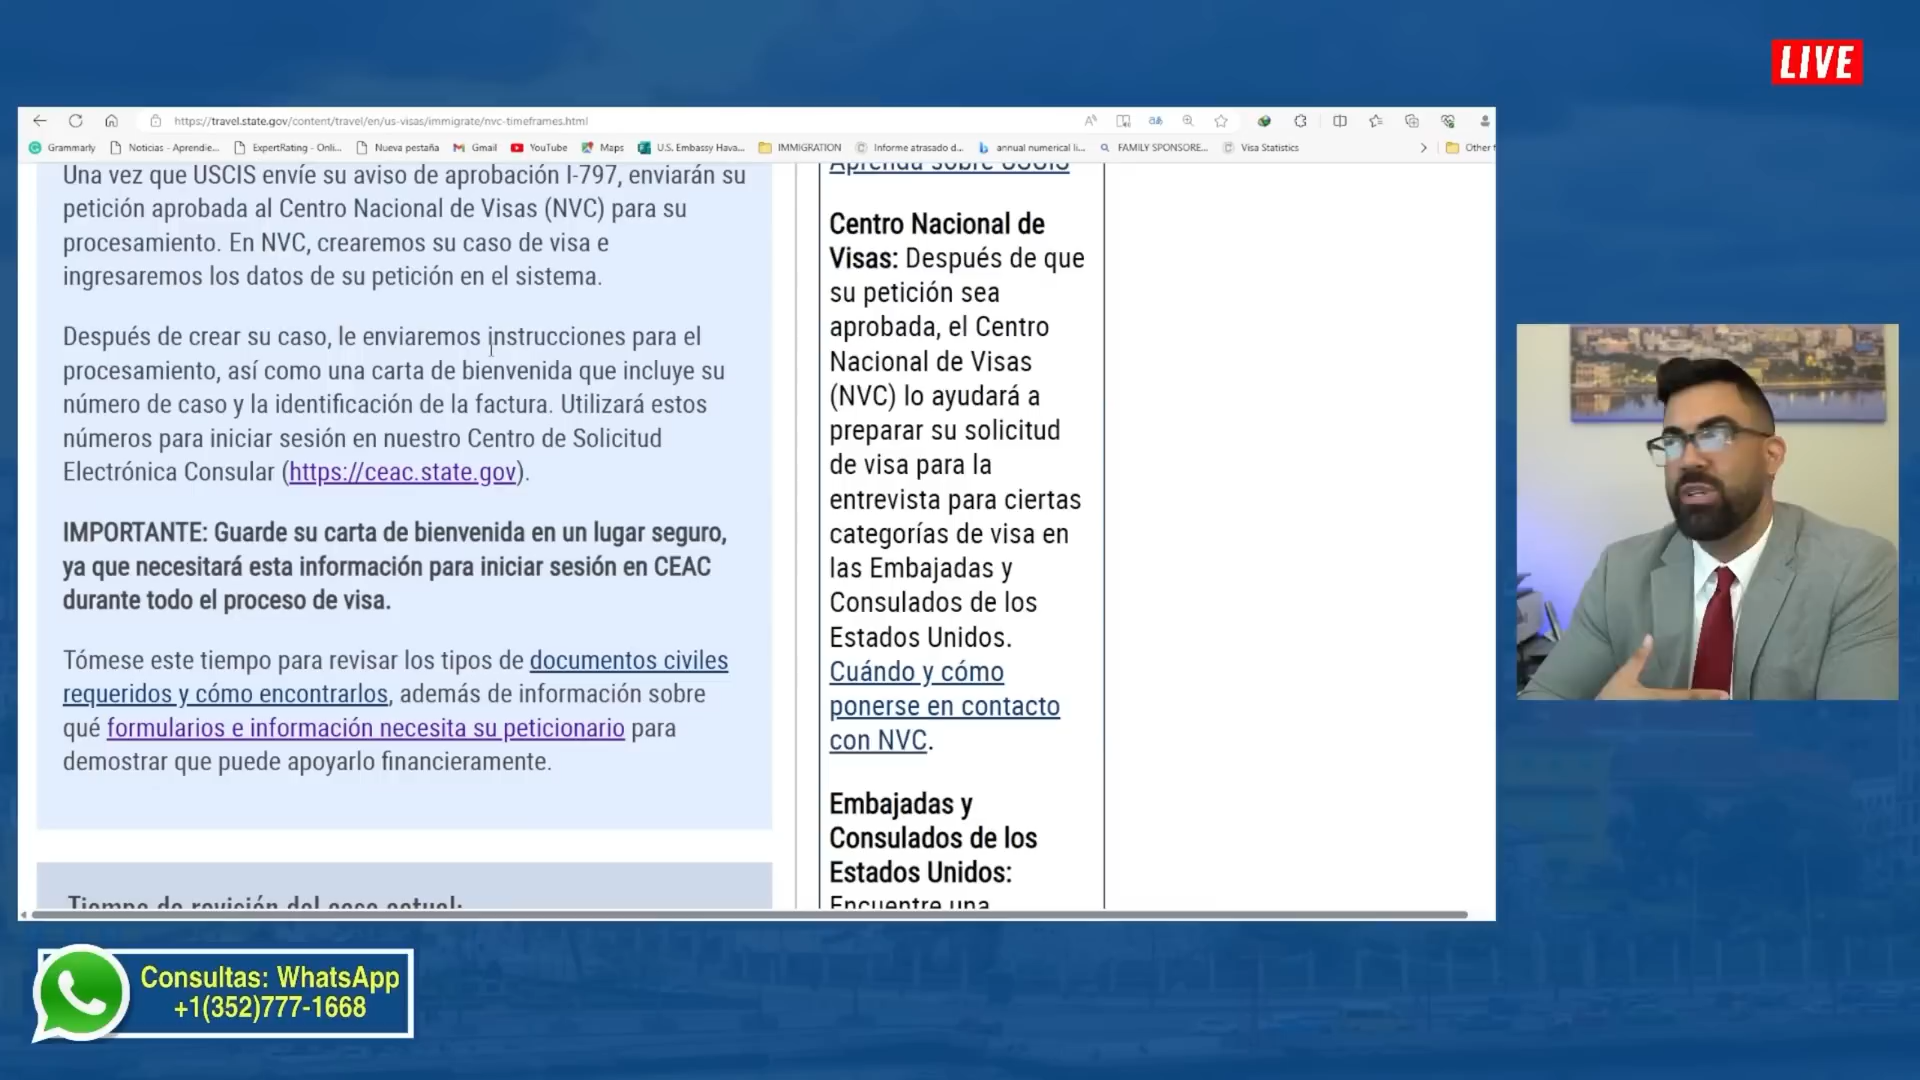 LIVE
https://travel.state.gov/content/travel/en/us-visas/immigrate/nvc-timeframes.html
Grammarly
Noticias - Aprendie...
ExpertRating - Onli...
Nueva pestaña
Gmail
YouTube
Maps
U.S. Embassy Hava...
IMMIGRATION
Informe atrasado d...
annual numerical li...
FAMILY SPONSORE...
Visa Statistics
Other f
Una vez que USCIS envíe su aviso de aprobación I-797, enviarán su
petición aprobada al Centro Nacional de Visas (NVC) para su
procesamiento. En NVC, crearemos su caso de visa e
ingresaremos los datos de su petición en el sistema.
Después de crear su caso, le enviaremos instrucciones para el
procesamiento, así como una carta de bienvenida que incluye su
número de caso y la identificación de la factura. Utilizará estos
números para iniciar sesión en nuestro Centro de Solicitud
Electrónica Consular (https://ceac.state.gov).
IMPORTANTE: Guarde su carta de bienvenida en un lugar seguro,
ya que necesitará esta información para iniciar sesión en CEAC
durante todo el proceso de visa.
Tómese este tiempo para revisar los tipos de documentos civiles
requeridos y cómo encontrarlos, además de información sobre
qué formularios e información necesita su peticionario para
demostrar que puede apoyarlo financieramente.
Tiempo de revisión del caso actual:
Aprenda sobre USCIS
Centro Nacional de
Visas: Después de que
su petición sea
aprobada, el Centro
Nacional de Visas
(NVC) lo ayudará a
preparar su solicitud
de visa para la
entrevista para ciertas
categorías de visa en
las Embajadas y
Consulados de los
Estados Unidos.
Cuándo y cómo
ponerse en contacto
con NVC.
Embajadas y
Consulados de los
Estados Unidos:
Encuentre una
Consultas: WhatsApp
+1(352)777-1668